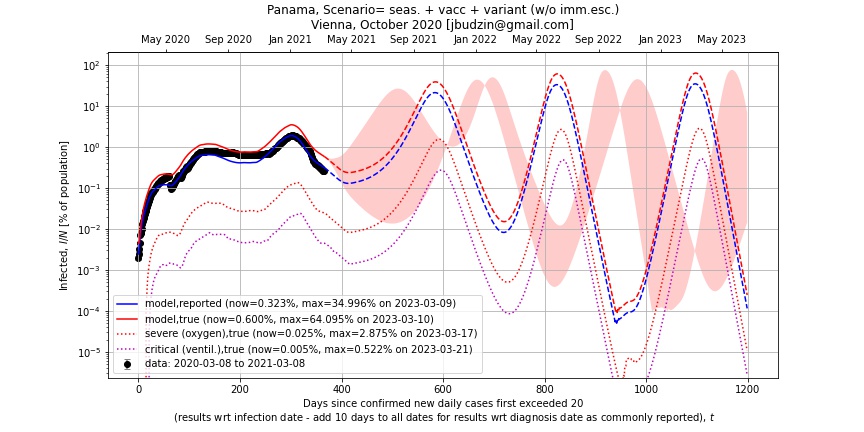 Panama, Scenario= seas. + vacc + variant (w/o imm.esc.)
Vienna, October 2020 [jbudzin@gmail.com]
May 2020 Sep 2020 Jan 2021 May 2021 Sep 2021 Jan 2022 May 2022 Sep 2022 Jan 2023 May 2023
10²
10¹
10⁰
10⁻¹
10⁻²
10⁻³
10⁻⁴
10⁻⁵
Infected, I/N [% of population]
model,reported (now=0.323%, max=34.996% on 2023-03-09)
model,true (now=0.600%, max=64.095% on 2023-03-10)
severe (oxygen),true (now=0.025%, max=2.875% on 2023-03-17)
critical (ventil.),true (now=0.005%, max=0.522% on 2023-03-21)
data: 2020-03-08 to 2021-03-08
0 200 400 600 800 1000 1200
Days since confirmed new daily cases first exceeded 20
(results wrt infection date - add 10 days to all dates for results wrt diagnosis date as commonly reported), t